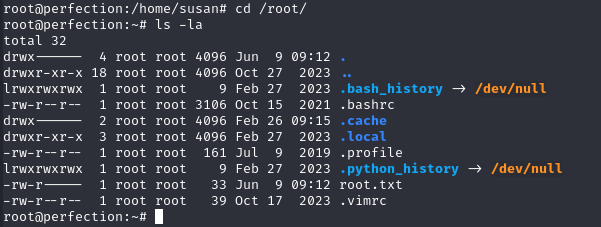 root@perfection:/home/susan# cd /root/
root@perfection:~# ls -la
total 32
drwx------  4 root root 4096 Jun  9 09:12 .
drwxr-xr-x 18 root root 4096 Oct 27  2023 ..
lrwxrwxrwx  1 root root    9 Feb 27  2023 .bash_history -> /dev/null
-rw-r--r--  1 root root 3106 Oct 15  2021 .bashrc
drwx------  2 root root 4096 Feb 26 09:15 .cache
drwxr-xr-x  3 root root 4096 Feb 27  2023 .local
-rw-r--r--  1 root root  161 Jul  9  2019 .profile
lrwxrwxrwx  1 root root    9 Feb 27  2023 .python_history -> /dev/null
-rw-r-----  1 root root   33 Jun  9 09:12 root.txt
-rw-r--r--  1 root root   39 Oct 17  2023 .vimrc
root@perfection:~#